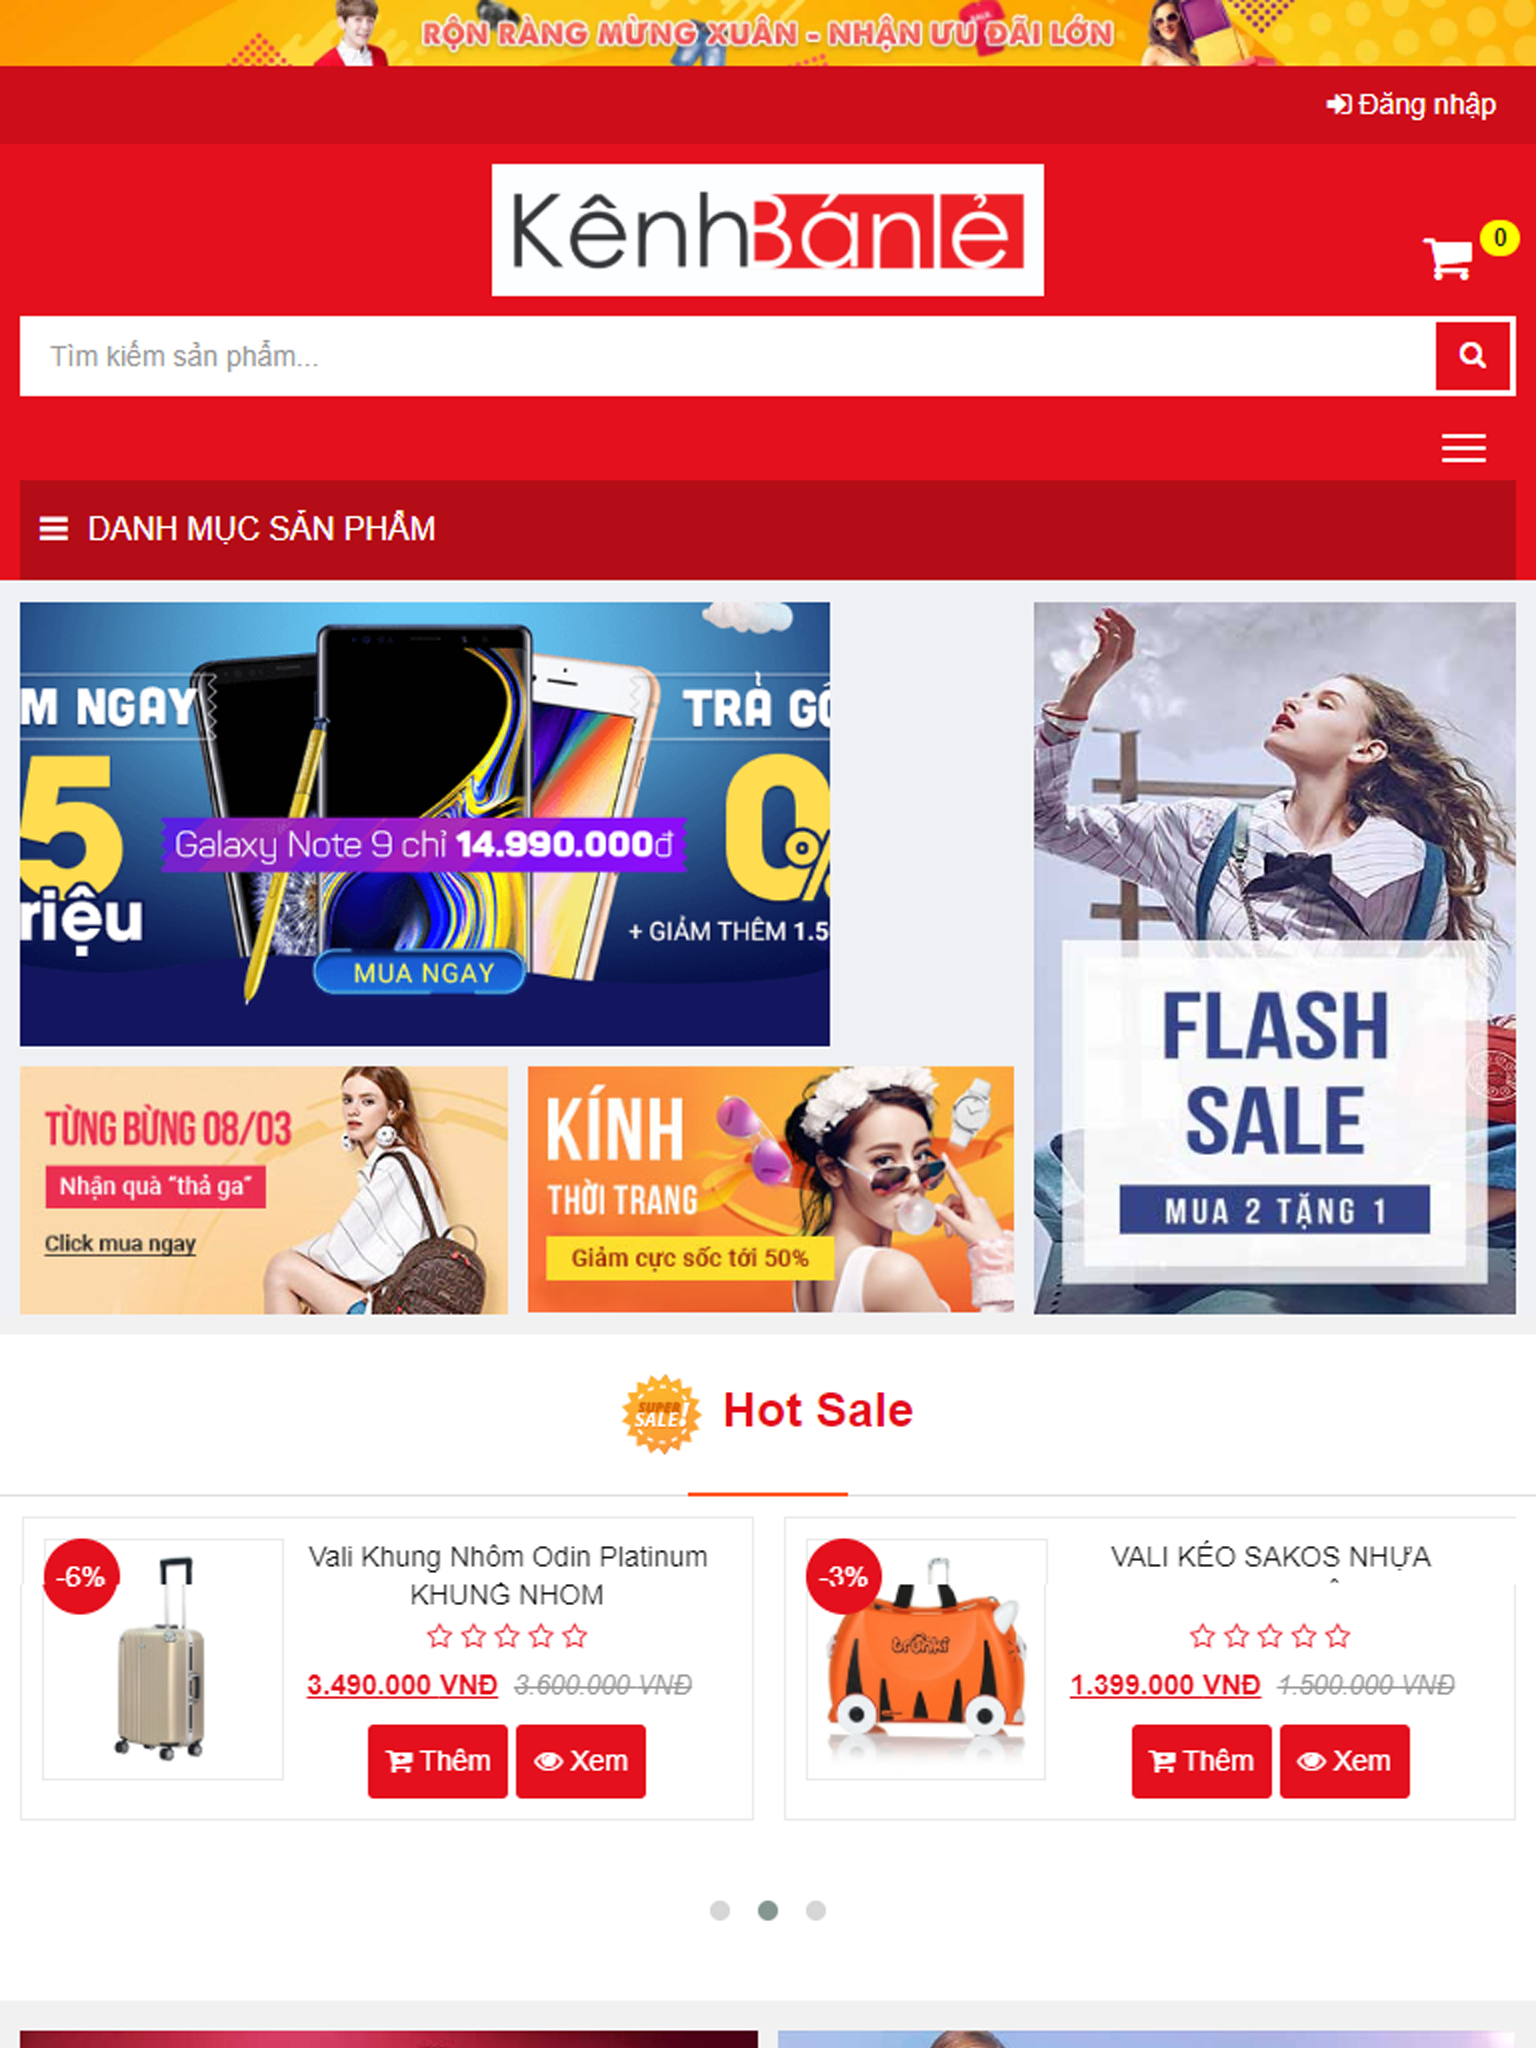 RỘN RÀNG MỪNG XUÂN - NHẬN ƯU ĐÃI LỚN
Đăng nhập
KênhBánlẻ
0
Tìm kiếm sản phẩm...
DANH MỤC SẢN PHẨM
M NGAY
5
riệu
TRẢ GÓ
0%
Galaxy Note 9 chỉ 14.990.000đ
+ GIẢM THÊM 1.5
MUA NGAY
TỪNG BỪNG 08/03
Nhận quà “thả ga”
Click mua ngay
KÍNH
THỜI TRANG
Giảm cực sốc tới 50%
FLASH
SALE
MUA 2 TẶNG 1
SUPER
SALE!
Hot Sale
-6%
Vali Khung Nhôm Odin Platinum
KHUNG NHOM
3.490.000 VNĐ 3.600.000 VNĐ
Thêm
Xem
-3%
trunki
VALI KÉO SAKOS NHỰA
1.399.000 VNĐ 1.500.000 VNĐ
Thêm
Xem